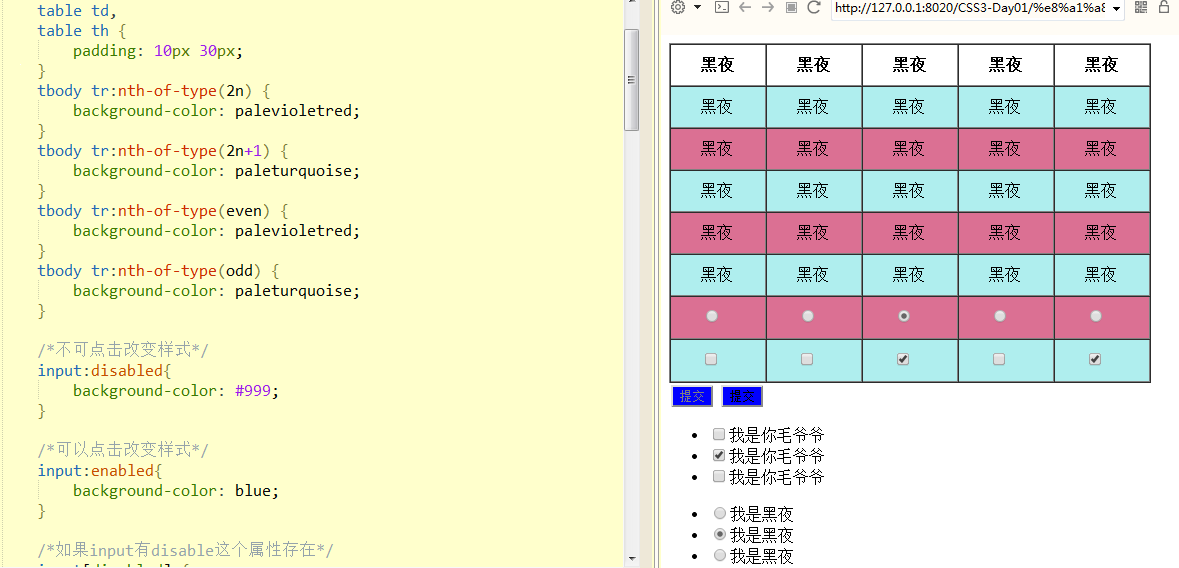 table td,
table th {
padding: 10px 30px;
}
tbody tr:nth-of-type(2n) {
background-color: palevioletred;
}
tbody tr:nth-of-type(2n+1) {
background-color: paleturquoise;
}
tbody tr:nth-of-type(even) {
background-color: palevioletred;
}
tbody tr:nth-of-type(odd) {
background-color: paleturquoise;
}
/*不可点击改变样式*/
input:disabled{
background-color: #999;
}
/*可以点击改变样式*/
input:enabled{
background-color: blue;
}
/*如果input有disable这个属性存在*/
http://127.0.0.1:8020/CSS3-Day01/%e8%a1%a8
黑夜 黑夜 黑夜 黑夜 黑夜
黑夜 黑夜 黑夜 黑夜 黑夜
黑夜 黑夜 黑夜 黑夜 黑夜
黑夜 黑夜 黑夜 黑夜 黑夜
黑夜 黑夜 黑夜 黑夜 黑夜
黑夜 黑夜 黑夜 黑夜 黑夜
提交 提交
我是你毛爷爷
我是你毛爷爷
我是你毛爷爷
我是黑夜
我是黑夜
我是黑夜